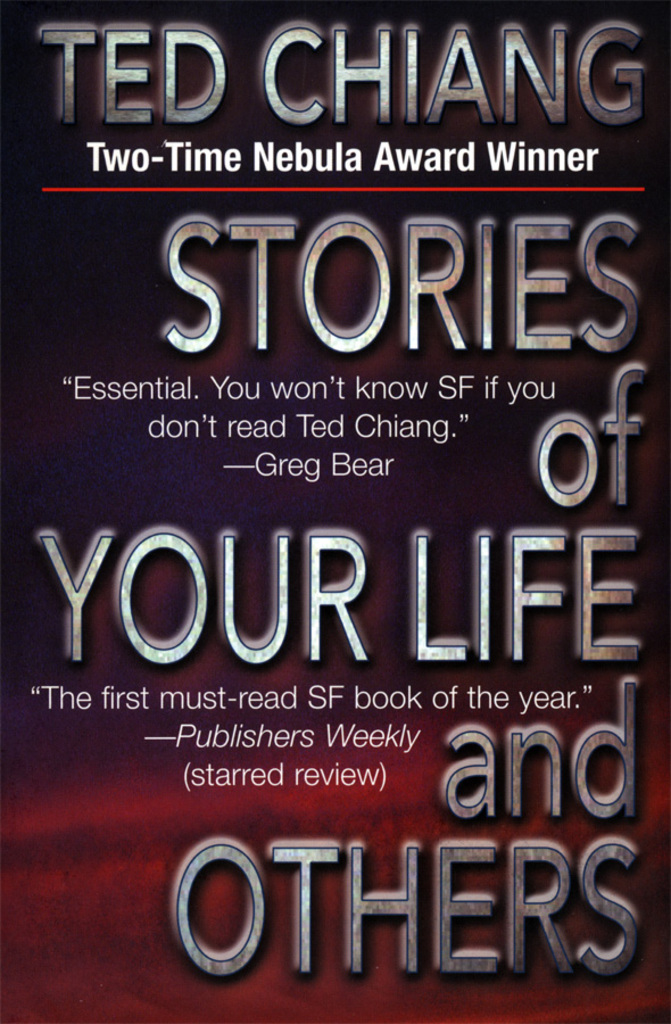 TED CHIANG
Two-Time Nebula Award Winner
STORIES
“Essential. You won’t know SF if you
don’t read Ted Chiang.”
—Greg Bear
of
YOUR LIFE
“The first must-read SF book of the year.”
—Publishers Weekly
(starred review)
and
OTHERS